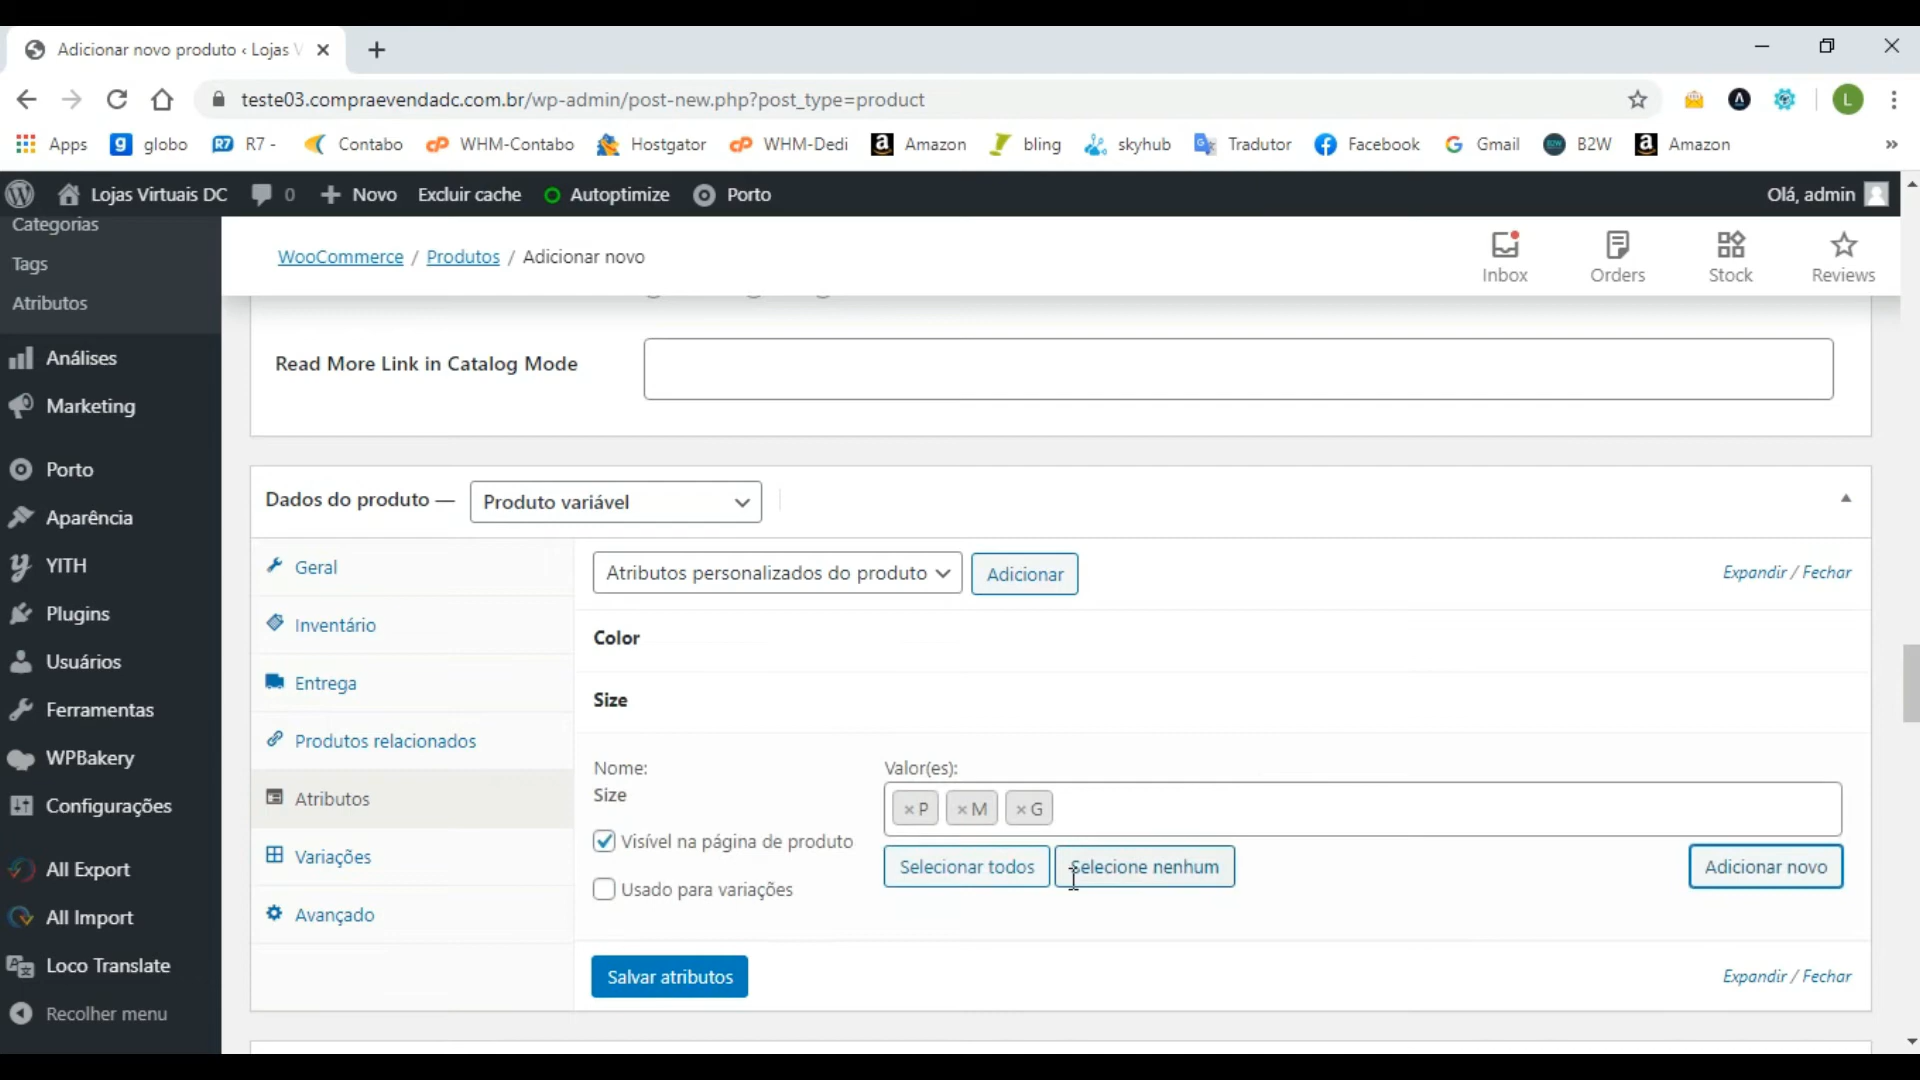 Adicionar novo produto ‹ Lojas V
teste03.compraevendadc.com.br/wp-admin/post-new.php?post_type=product
L
Apps globo R7 - Contabo WHM-Contabo Hostgator WHM-Dedi Amazon bling skyhub Tradutor Facebook Gmail B2W Amazon »
Lojas Virtuais DC 0 Novo Excluir cache Autoptimize Porto Olá, admin
Categorias
Tags
Atributos
Análises
Marketing
Porto
Aparência
YITH
Plugins
Usuários
Ferramentas
WPBakery
Configurações
All Export
All Import
Loco Translate
Recolher menu
WooCommerce / Produtos / Adicionar novo
Inbox Orders Stock Reviews
Read More Link in Catalog Mode
Dados do produto — Produto variável
Geral
Inventário
Entrega
Produtos relacionados
Atributos
Variações
Avançado
Atributos personalizados do produto Adicionar Expandir / Fechar
Color
Size
Nome:
Size
Visível na página de produto
Usado para variações
Valor(es):
×P ×M ×G
Selecionar todos Selecione nenhum Adicionar novo
Salvar atributos Expandir / Fechar